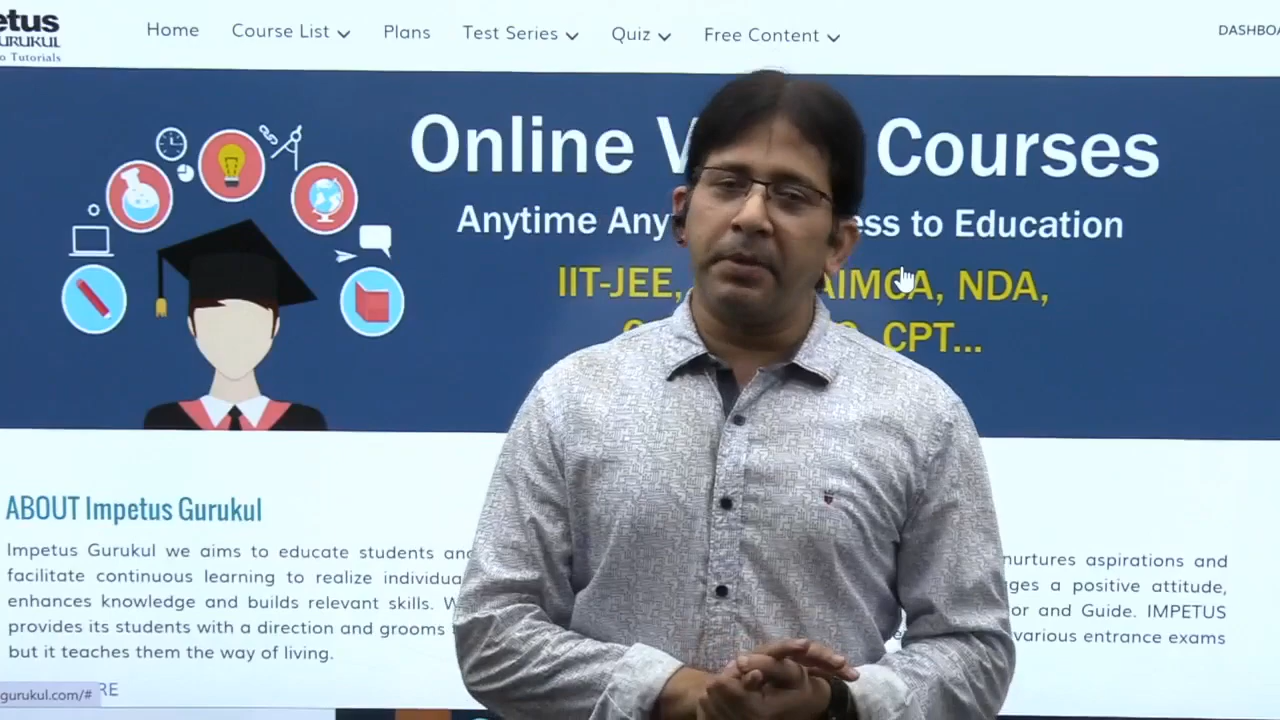 etus
URUKUL
o Tutorials
Home Course List Plans Test Series Quiz Free Content DASHBOA
Online V Courses
Anytime Any ess to Education
IIT-JEE, AIMCA, NDA,
CPT...
ABOUT Impetus Gurukul
Impetus Gurukul we aims to educate students and
facilitate continuous learning to realize individua
enhances knowledge and builds relevant skills. W
provides its students with a direction and grooms
but it teaches them the way of living.
nurtures aspirations and
ges a positive attitude,
or and Guide. IMPETUS
various entrance exams
gurukul.com/# RE